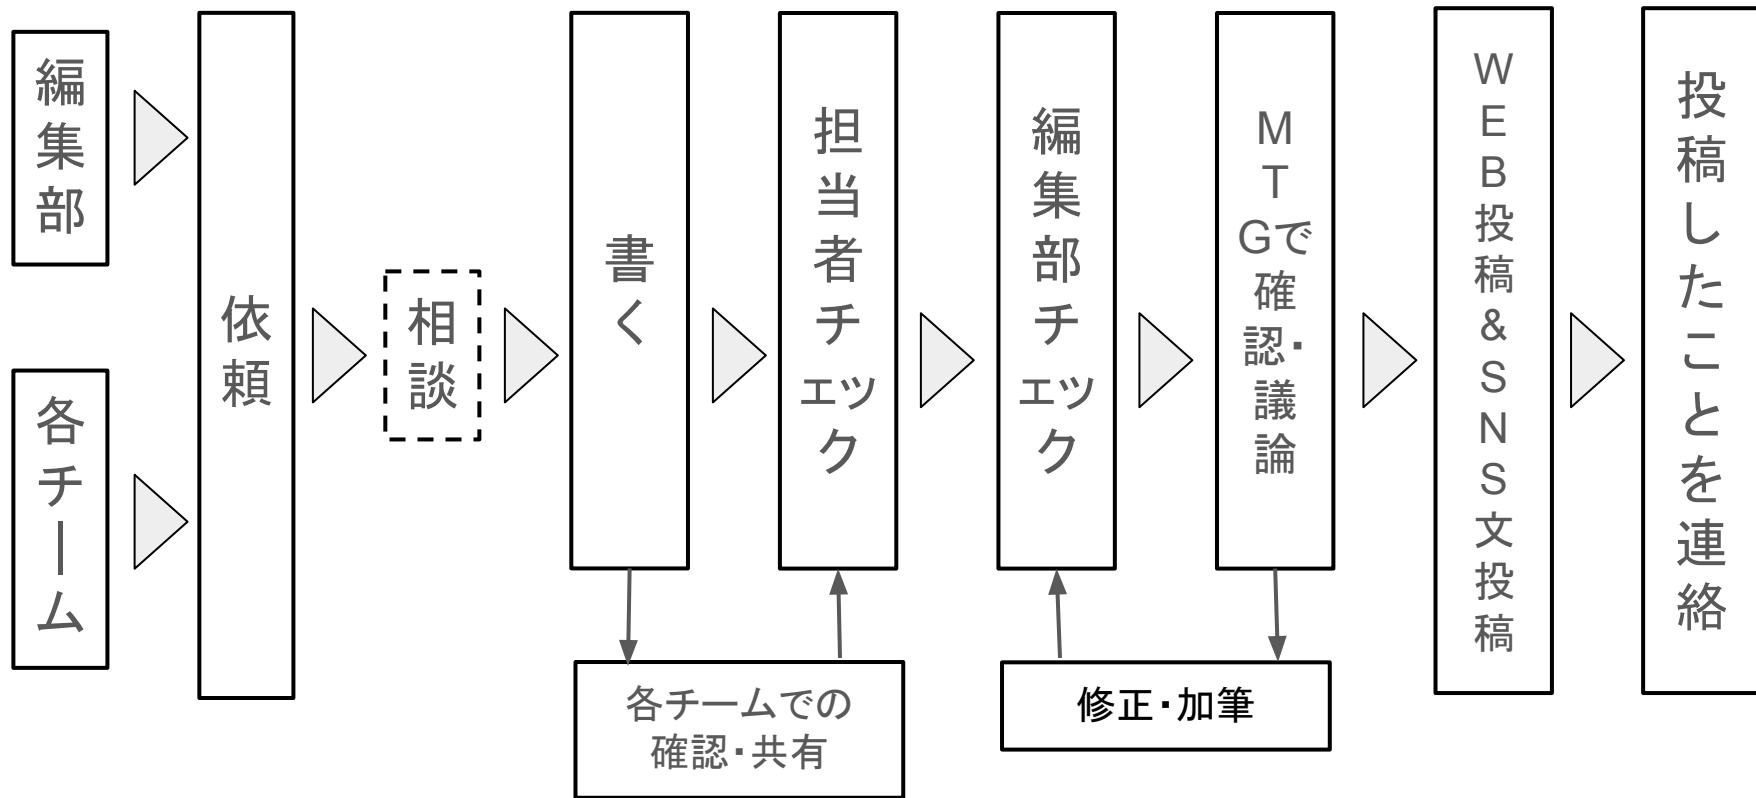 編集部
各チーム
依頼
相談
書く
担当者チェック
編集部チェック
MTGで確認・議論
WEB投稿&SNS文投稿
投稿したことを連絡
各チームでの
確認・共有
修正・加筆